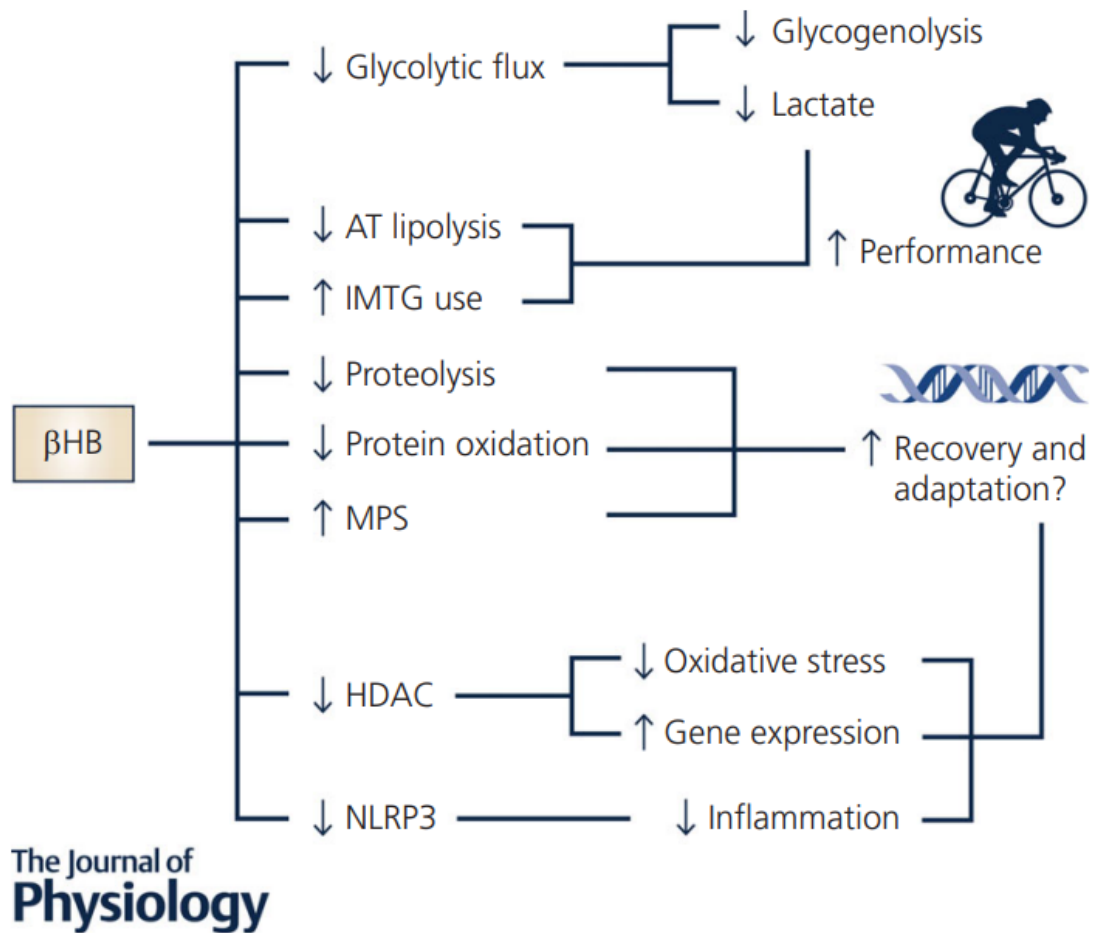 ↓ Glycogenolysis
↓ Glycolytic flux
↓ Lactate
↓ AT lipolysis
↑ Performance
↑ IMTG use
↓ Proteolysis
βHB
↓ Protein oxidation
↑ Recovery and
adaptation?
↑ MPS
↓ Oxidative stress
↓ HDAC
↑ Gene expression
↓ NLRP3
↓ Inflammation
The Journal of
Physiology